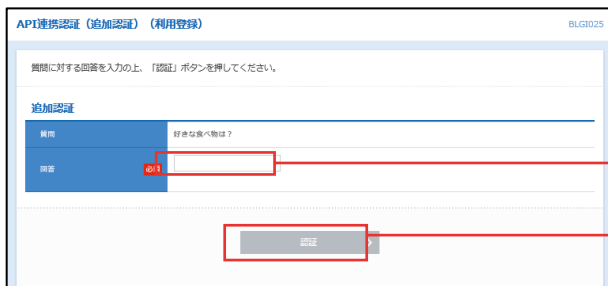 API連携認証（追加認証）（利用登録）
BLGI025
質問に対する回答を入力の上、「認証」ボタンを押してください。
追加認証
質問
好きな食べ物は？
回答
必須
認証